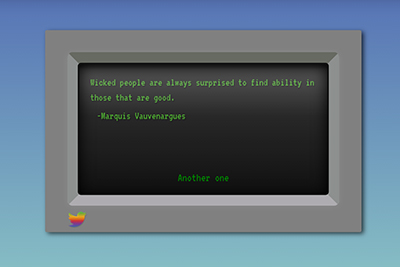 Wicked people are always surprised to find ability in
those that are good.
-Marquis Vauvenargues
Another one